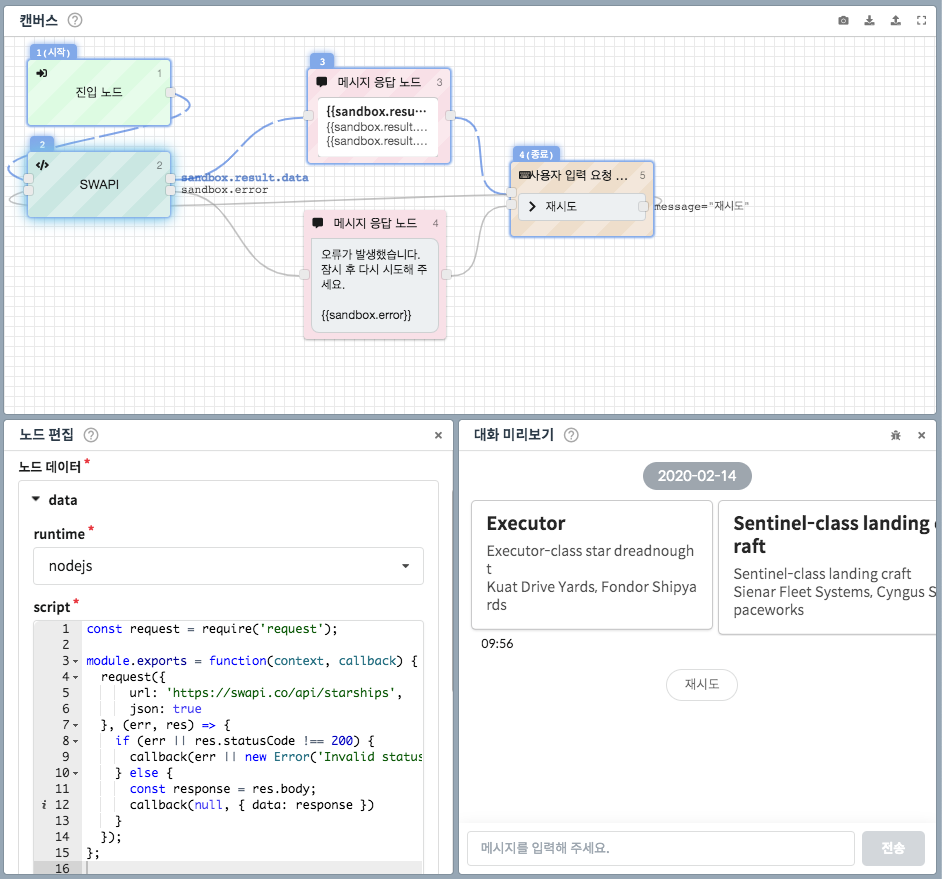 캔버스 ?
1 (시작)
1
진입 노드
2
2
SWAPI
sandbox.result.data
sandbox.error
3
메시지 응답 노드 3
{{sandbox.resu···
{{sandbox.result....
{{sandbox.result....
메시지 응답 노드 4
오류가 발생했습니다.
잠시 후 다시 시도해 주
세요.
{{sandbox.error}}
4 (종료)
사용자 입력 요청 ... 5
재시도
message="재시도"
노드 편집 ?
노드 데이터 *
data
runtime *
nodejs
script *
1 const request = require('request');
2
3 module.exports = function(context, callback) {
4 request({
5 url: 'https://swapi.co/api/starships',
6 json: true
7 }, (err, res) => {
8 if (err || res.statusCode !== 200) {
9 callback(err || new Error('Invalid status
10 } else {
11 const response = res.body;
i 12 callback(null, { data: response })
13 }
14 });
15 };
16
대화 미리보기 ?
2020-02-14
Executor
Executor-class star dreadnough
t
Kuat Drive Yards, Fondor Shipya
rds
Sentinel-class landing
raft
Sentinel-class landing craft
Sienar Fleet Systems, Cyngus S
paceworks
09:56
재시도
메시지를 입력해 주세요.
전송